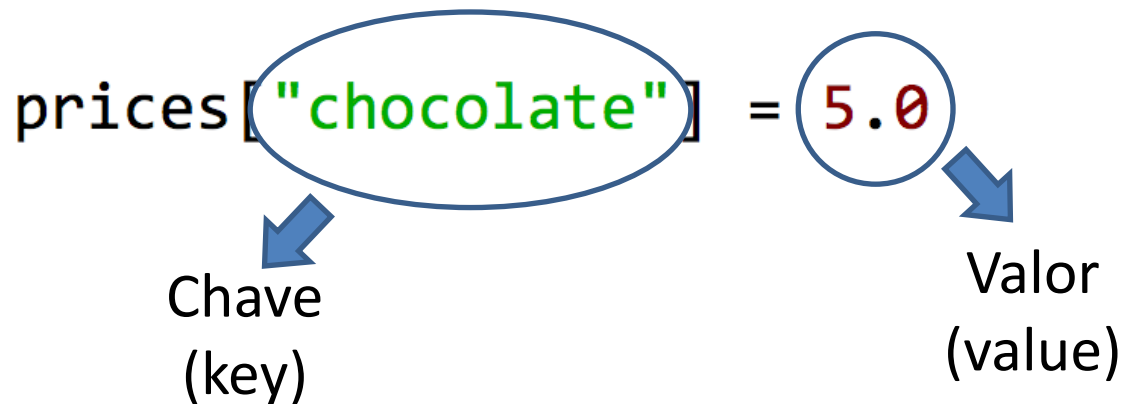 prices["chocolate"] = 5.0
Chave
(key)
Valor
(value)